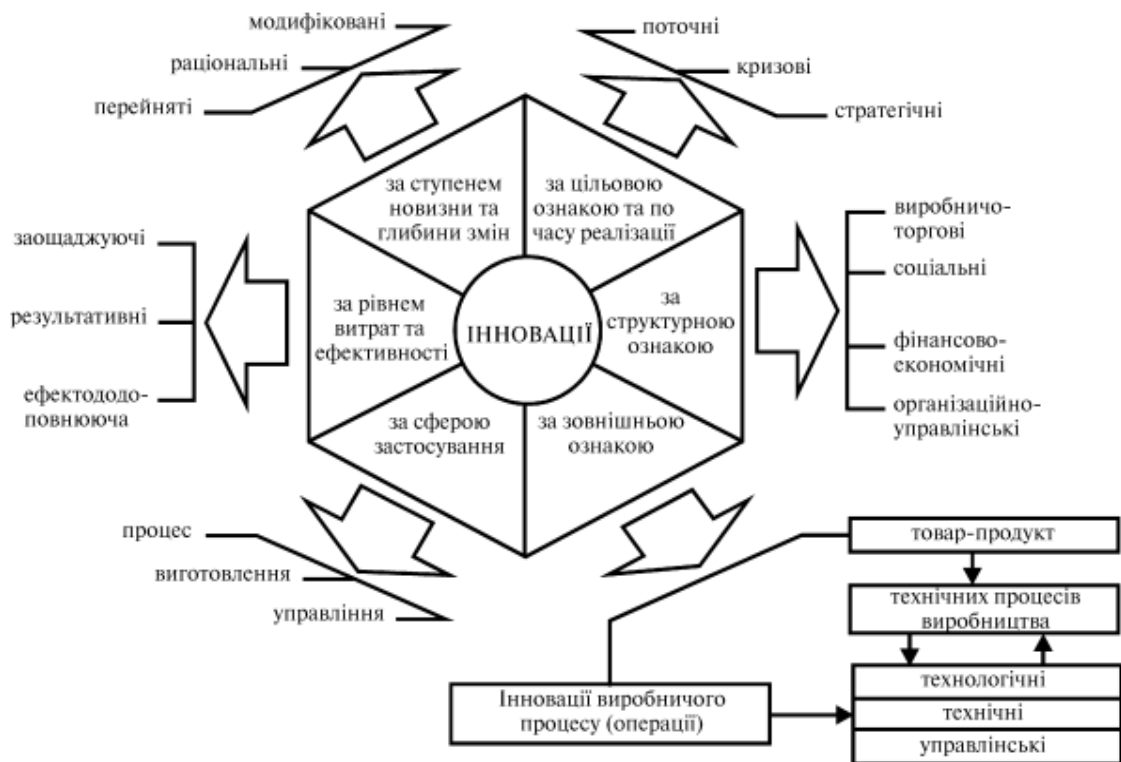 модифіковані
раціональні
перейняті
поточні
кризові
стратегічні
за ступенем
новизни та
глибини змін
за цільовою
ознакою та по
часу реалізації
заощаджуючі
результативні
ефектододо-
повнююча
за рівнем
витрат та
ефективності
ІННОВАЦІЇ
за
структурною
ознакою
виробничо-
торгові
соціальні
фінансово-
економічні
організаційно-
управлінські
за сферою
застосування
за зовнішньою
ознакою
процес
виготовлення
управління
товар-продукт
технічних процесів
виробництва
Інновації виробничого
процесу (операції)
технологічні
технічні
управлінські